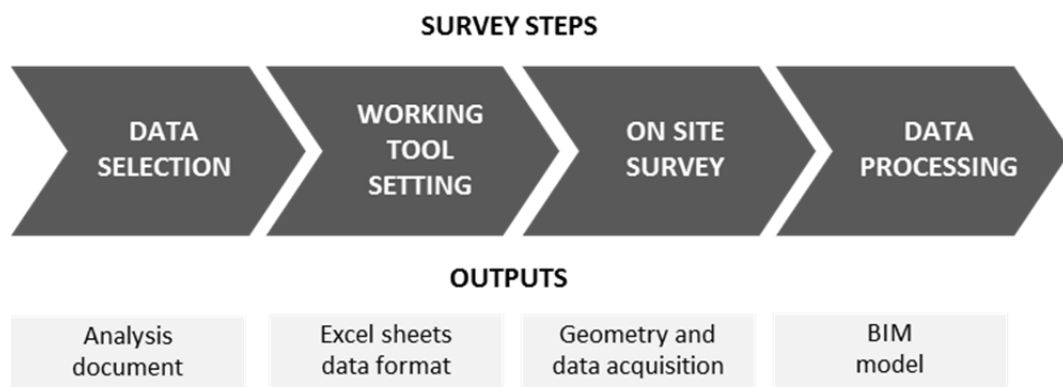 SURVEY STEPS
DATA
SELECTION
WORKING
TOOL
SETTING
ON SITE
SURVEY
DATA
PROCESSING
OUTPUTS
Analysis
document
Excel sheets
data format
Geometry and
data acquisition
BIM
model